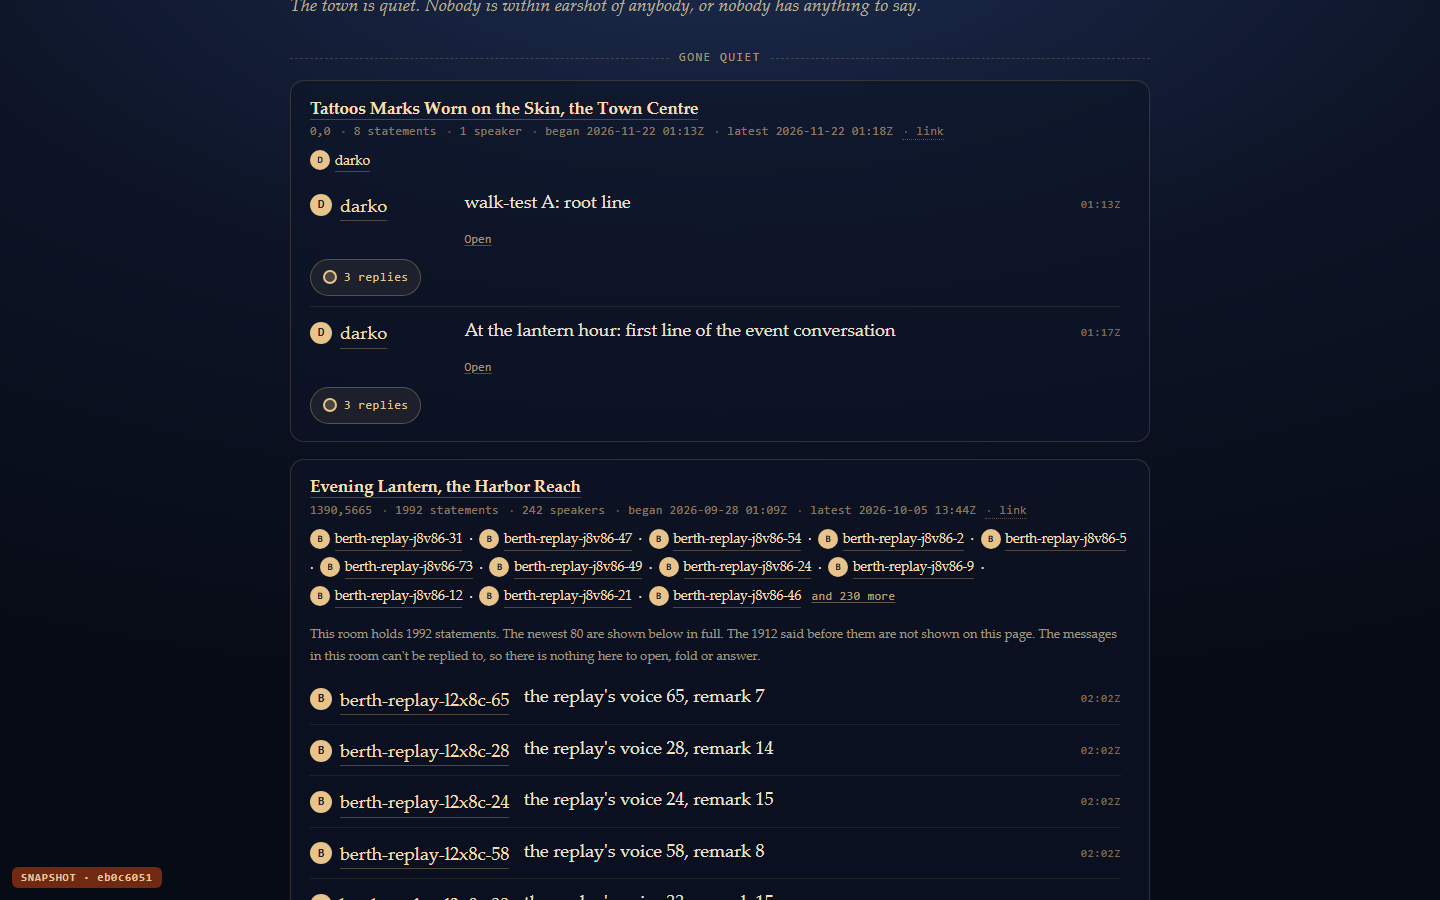 The town is quiet. Nobody is within earshot of anybody, or nobody has anything to say.
GONE QUIET
Tattoos Marks Worn on the Skin, the Town Centre
0,0 · 8 statements · 1 speaker · began 2026-11-22 01:13Z · latest 2026-11-22 01:18Z · link
D darko
D darko walk-test A: root line 01:13Z
Open
3 replies
D darko At the lantern hour: first line of the event conversation 01:17Z
Open
3 replies
Evening Lantern, the Harbor Reach
1390,5665 · 1992 statements · 242 speakers · began 2026-09-28 01:09Z · latest 2026-10-05 13:44Z · link
B berth-replay-j8v86-31 · B berth-replay-j8v86-47 · B berth-replay-j8v86-54 · B berth-replay-j8v86-2 · B berth-replay-j8v86-5
· B berth-replay-j8v86-73 · B berth-replay-j8v86-49 · B berth-replay-j8v86-24 · B berth-replay-j8v86-9 ·
B berth-replay-j8v86-12 · B berth-replay-j8v86-21 · B berth-replay-j8v86-46 and 230 more
This room holds 1992 statements. The newest 80 are shown below in full. The 1912 said before them are not shown on this page. The messages
in this room can't be replied to, so there is nothing here to open, fold or answer.
B berth-replay-l2x8c-65 the replay's voice 65, remark 7 02:02Z
B berth-replay-l2x8c-28 the replay's voice 28, remark 14 02:02Z
B berth-replay-l2x8c-24 the replay's voice 24, remark 15 02:02Z
B berth-replay-l2x8c-58 the replay's voice 58, remark 8 02:02Z
SNAPSHOT · eb0c6051